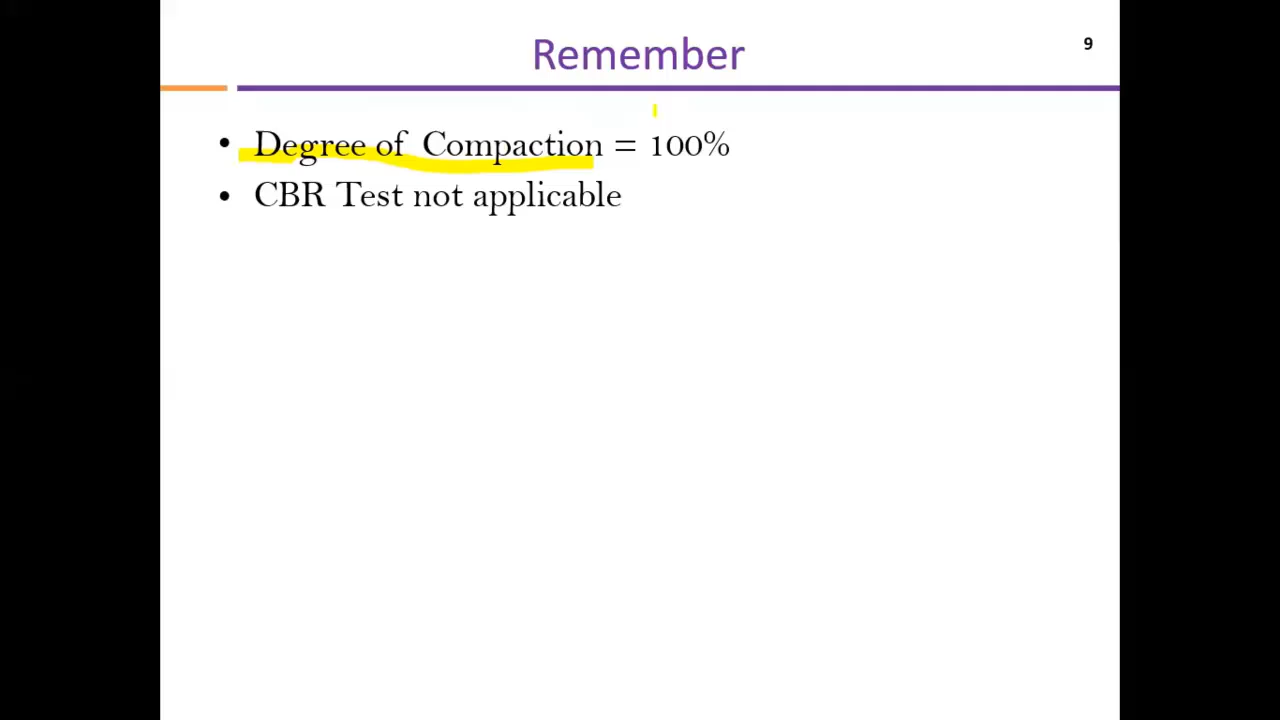 Remember
9
• Degree of Compaction = 100%
• CBR Test not applicable